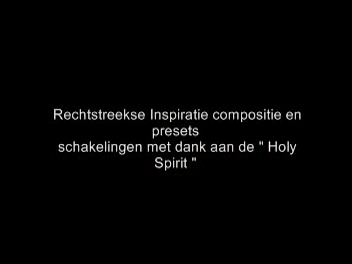 Rechtstreekse Inspiratie compositie en
presets
schakelingen met dank aan de " Holy
Spirit "